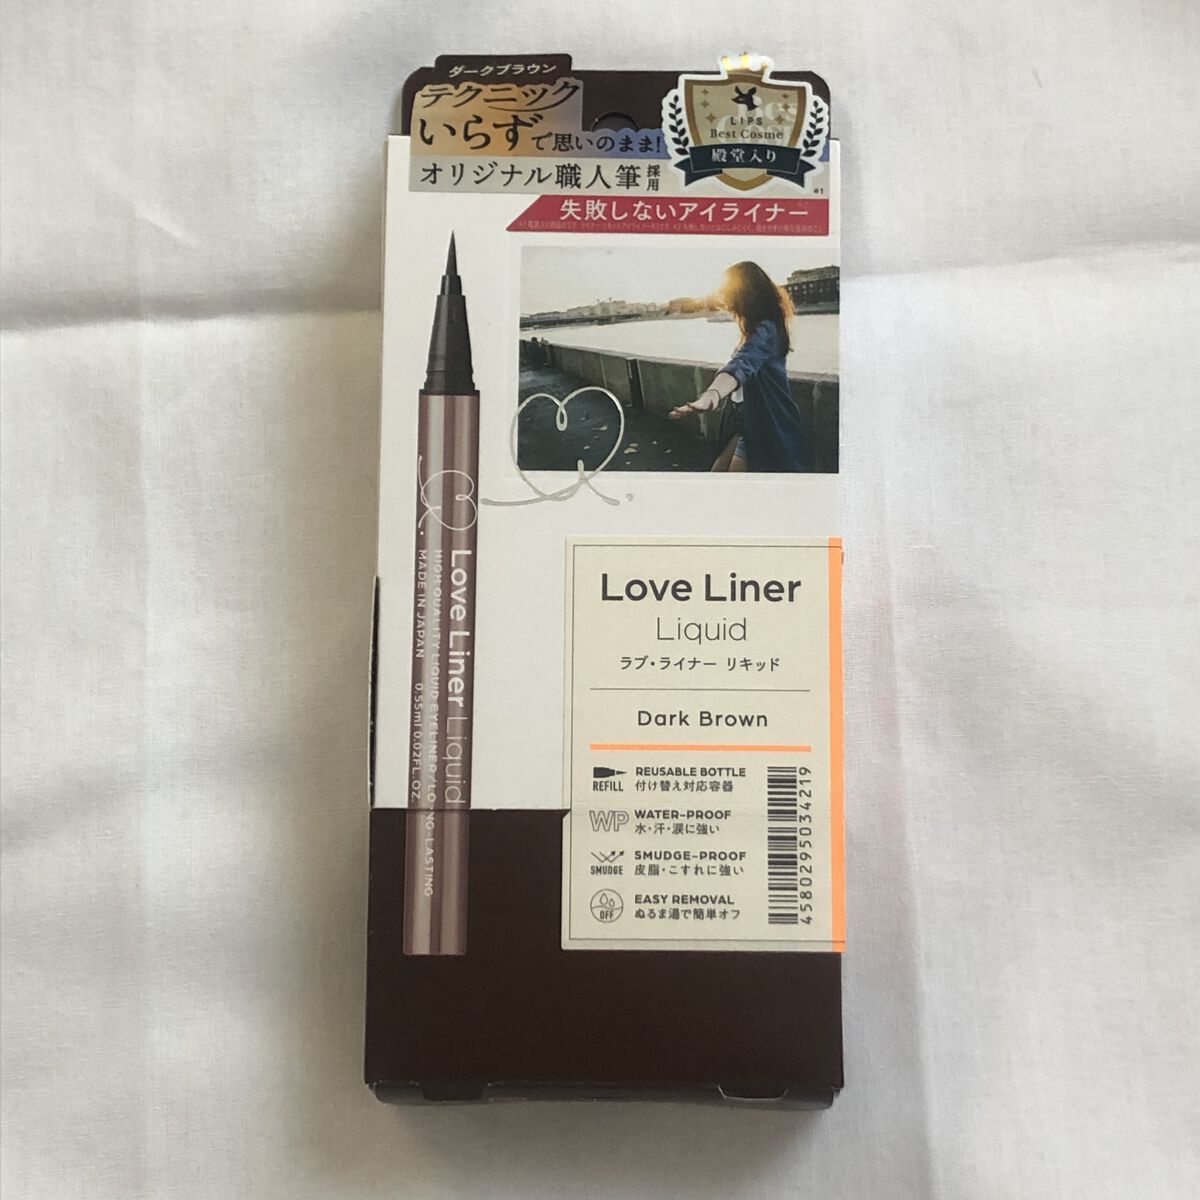 ダークブラウン
テクニック
いらずで思いのまま!
オリジナル職人筆採用
LIPS
Best Cosme
殿堂入り
*1
失敗しないアイライナー
Love Liner Liquid
HIGH QUALITY LIQUID EYELINER/LONG-LASTING
MADE IN JAPAN 0.55ml 0.02FL.OZ.
Love Liner
Liquid
ラブ・ライナー リキッド
Dark Brown
REFILL
REUSABLE BOTTLE
付け替え対応容器
WP
WATER-PROOF
水・汗・涙に強い
SMUDGE
SMUDGE-PROOF
皮脂・こすれに強い
OFF
EASY REMOVAL
ぬるま湯で簡単オフ
4580295034219